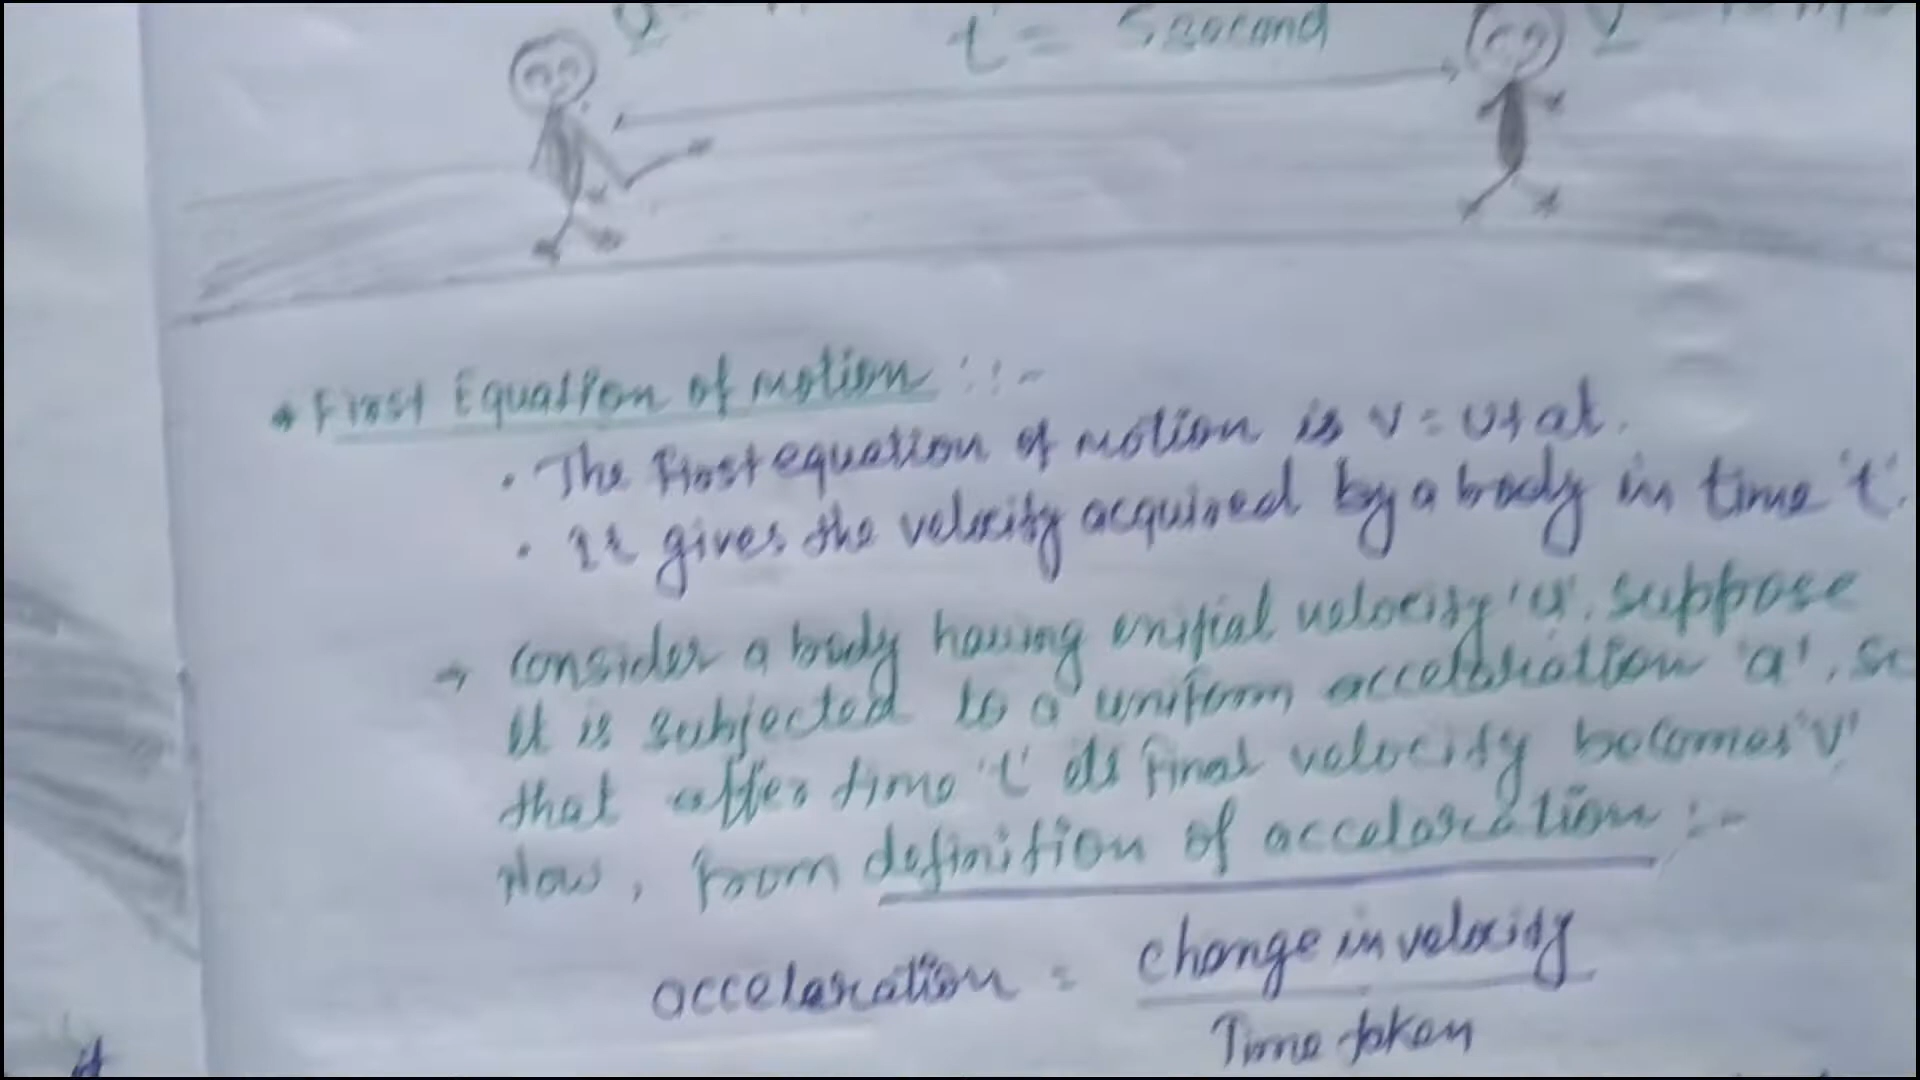 t = 5 second
First Equation of motion ::-
. The First equation of motion is v = u+at.
. It gives the velocity acquired by a body in time 't'.
→ consider a body having initial velocity 'u'. suppose
it is subjected to a uniform acceleration 'a', so
that after time 't' its final velocity becomes 'v'
Now, from definition of acceleration :-
acceleration = change in velocity
Time taken